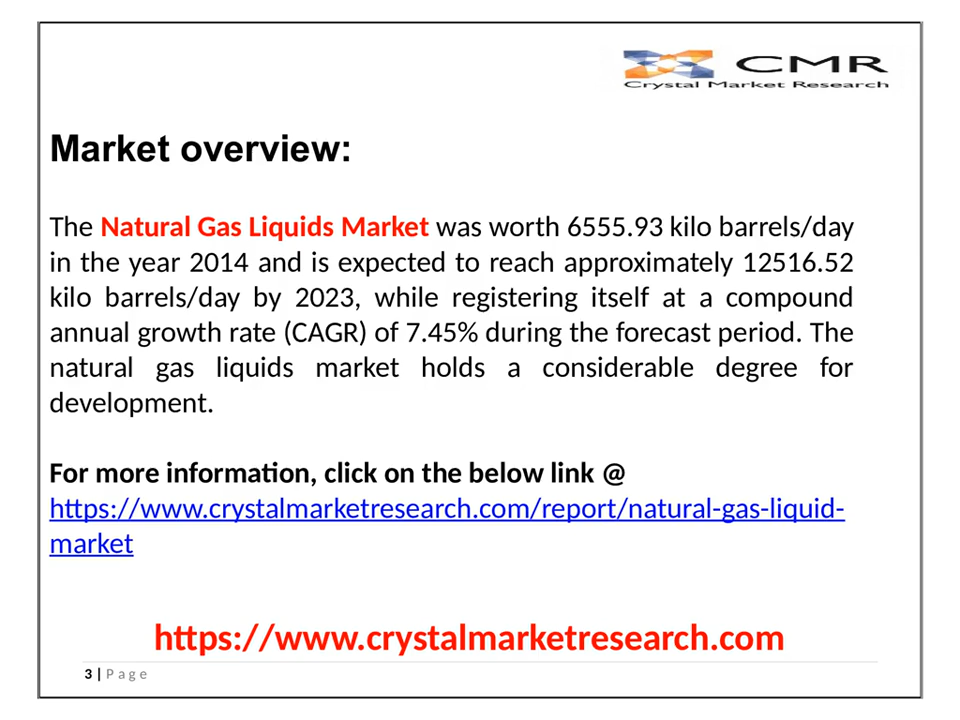 CMR
Crystal Market Research
Market overview:
The Natural Gas Liquids Market was worth 6555.93 kilo barrels/day
in the year 2014 and is expected to reach approximately 12516.52
kilo barrels/day by 2023, while registering itself at a compound
annual growth rate (CAGR) of 7.45% during the forecast period. The
natural gas liquids market holds a considerable degree for
development.
For more information, click on the below link @
https://www.crystalmarketresearch.com/report/natural-gas-liquid-
market
https://www.crystalmarketresearch.com
3 | Page